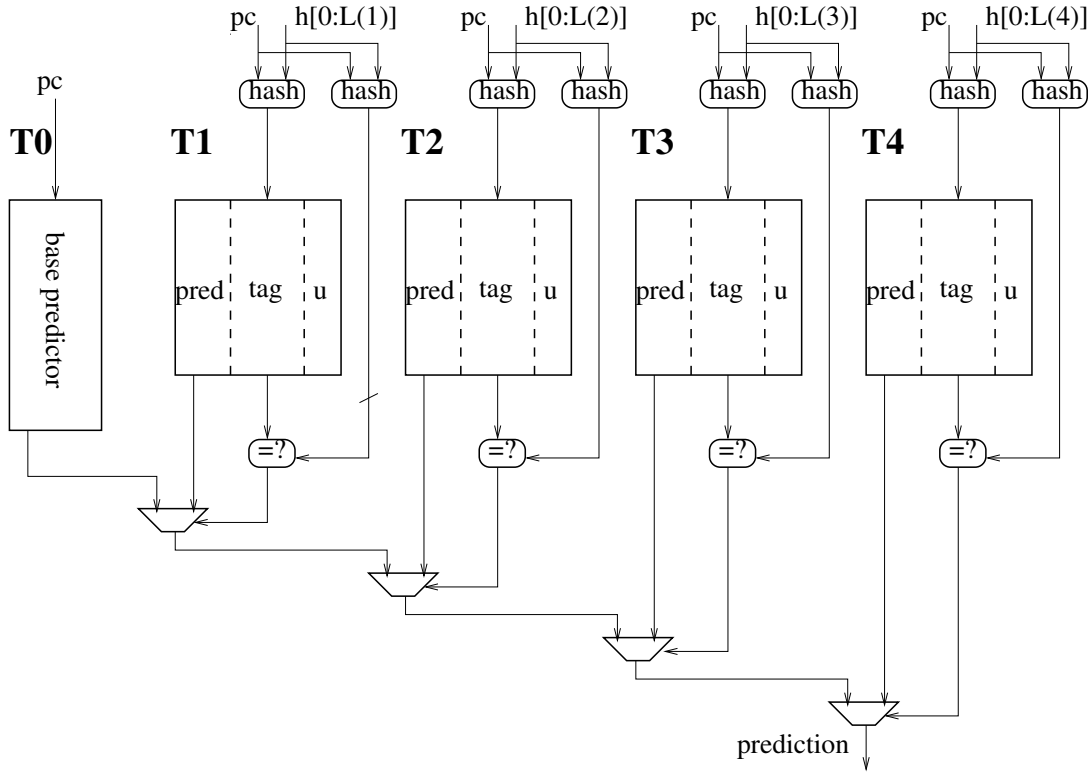 pc h[0:L(1)] pc h[0:L(2)] pc h[0:L(3)] pc h[0:L(4)]
pc
hash hash hash hash hash hash hash hash
T0 T1 T2 T3 T4
base predictor
pred tag u pred tag u pred tag u pred tag u
=? =? =? =?
prediction